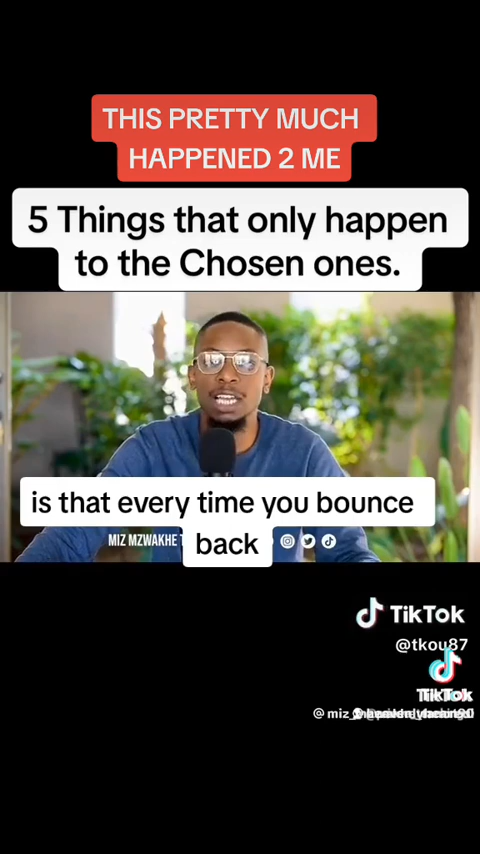 THIS PRETTY MUCH
HAPPENED 2 ME
5 Things that only happen
to the Chosen ones.
is that every time you bounce
back
MIZ MZWAKHE
TikTok
@tkou87
TikTok